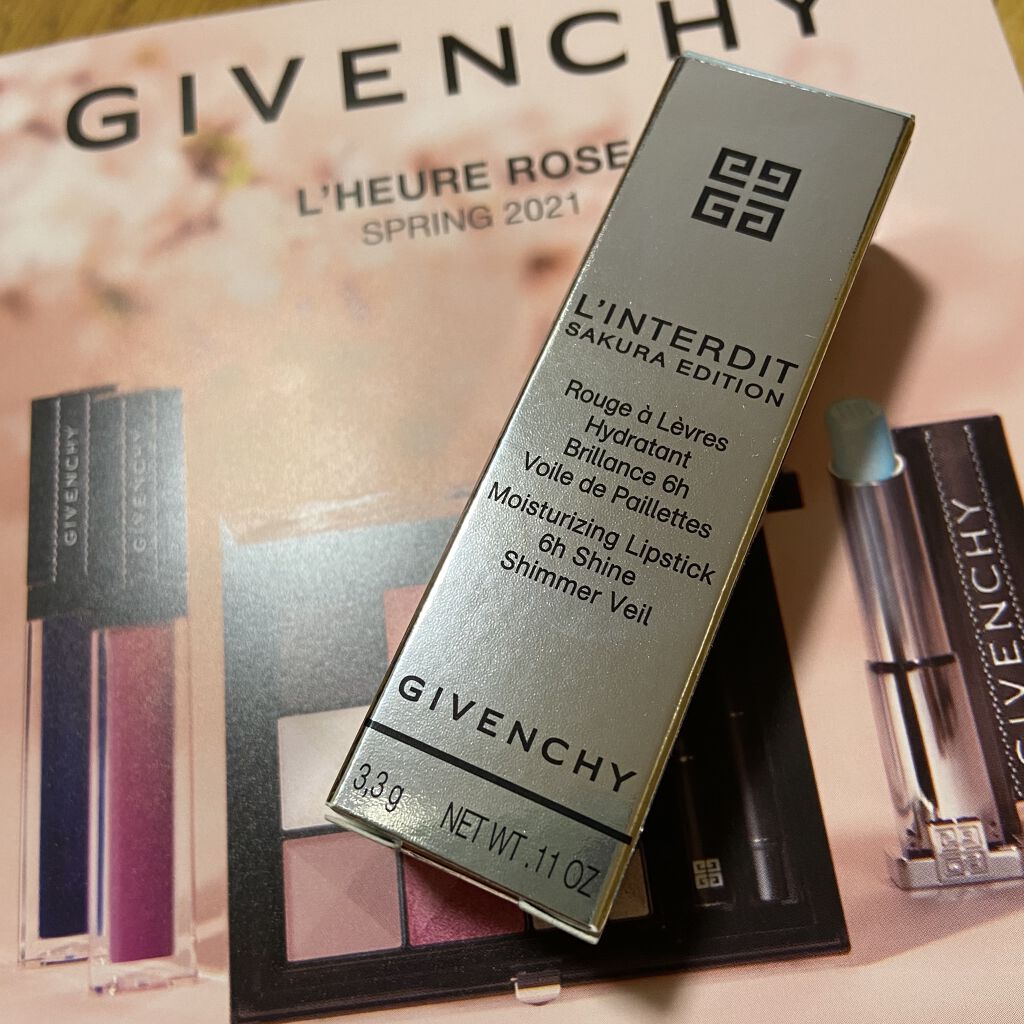 GIVENCHY
L'HEURE ROSE
SPRING 2021
L'INTERDIT
SAKURA EDITION
Rouge à Lèvres
Hydratant
Brillance 6h
Voile de Paillettes
Moisturizing Lipstick
6h Shine
Shimmer Veil
GIVENCHY
3,3 g NET WT .11 OZ
GIVENCHY
GIVENCHY
GIVENCHY